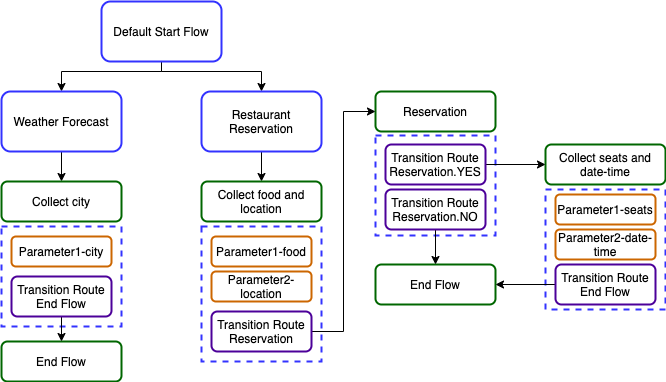 Default Start Flow
Weather Forecast
Restaurant
Reservation
Reservation
Transition Route
Reservation.YES
Transition Route
Reservation.NO
Collect seats and
date-time
Collect city
Collect food and
location
Parameter1-seats
Parameter2-date-
time
Transition Route
End Flow
Parameter1-city
Transition Route
End Flow
Parameter1-food
Parameter2-
location
Transition Route
Reservation
End Flow
End Flow